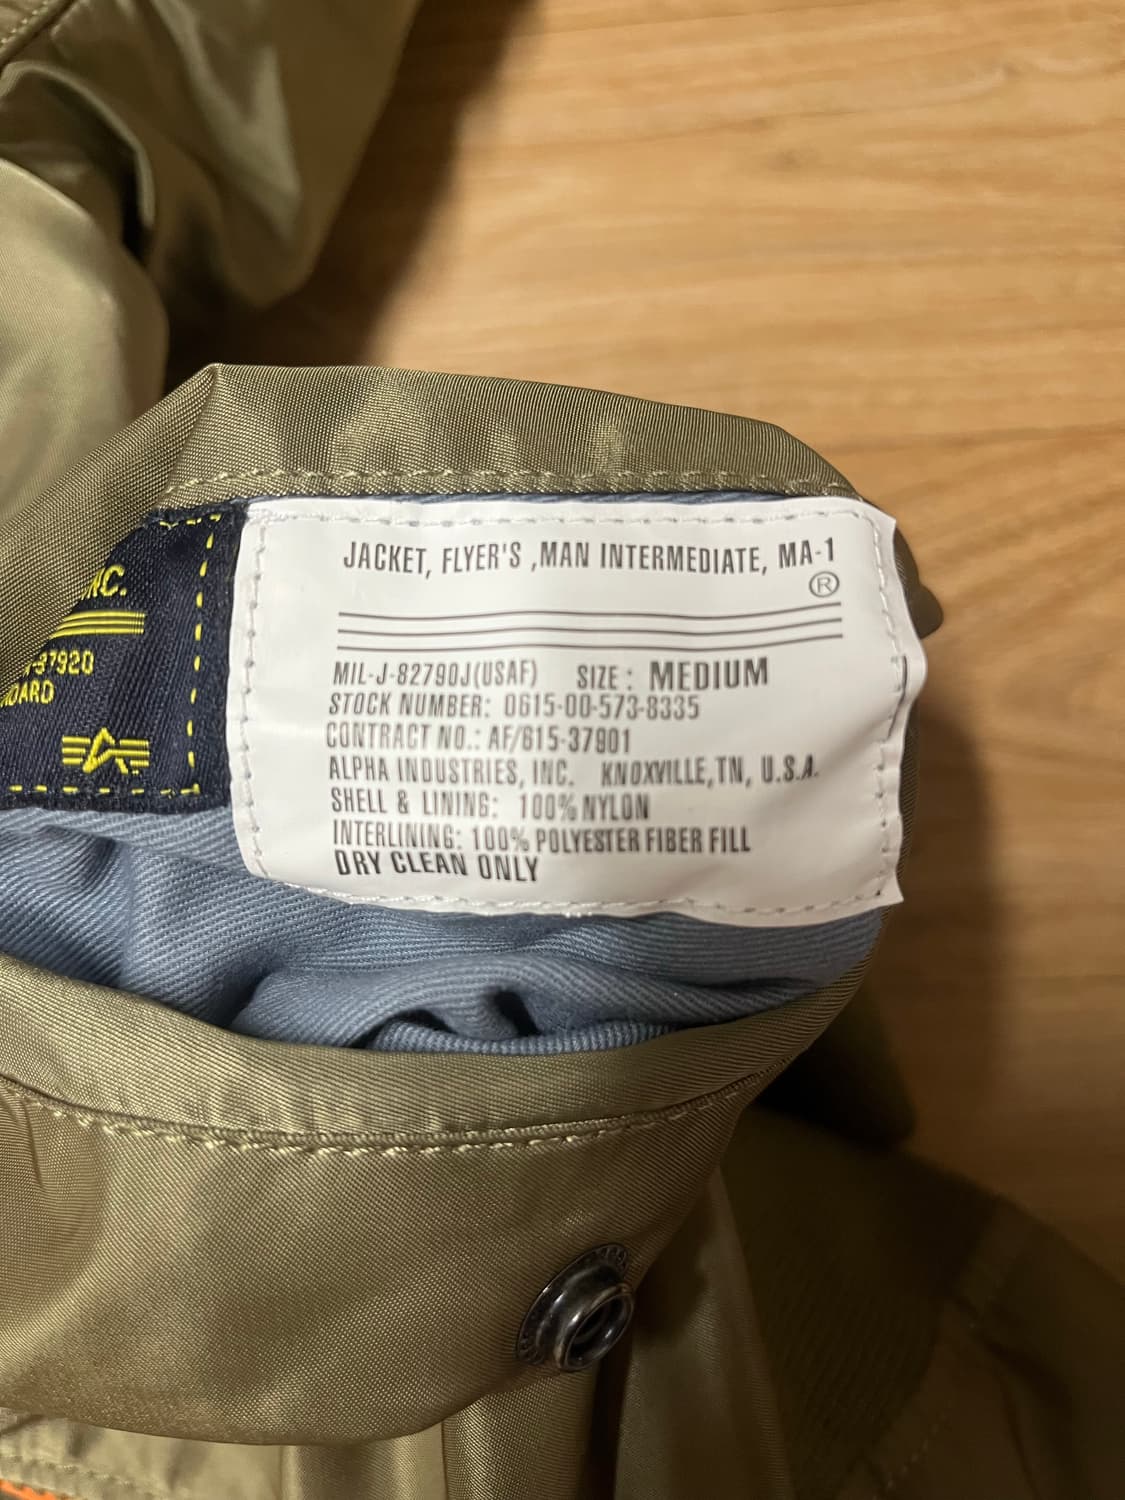 JACKET, FLYER'S ,MAN INTERMEDIATE, MA-1
®
MIL-J-82790J(USAF) SIZE: MEDIUM
STOCK NUMBER: 0615-00-573-8335
CONTRACT NO.: AF/615-37901
ALPHA INDUSTRIES, INC. KNOXVILLE,TN, U.S.A.
SHELL & LINING: 100% NYLON
INTERLINING: 100% POLYESTER FIBER FILL
DRY CLEAN ONLY
INC.
37920